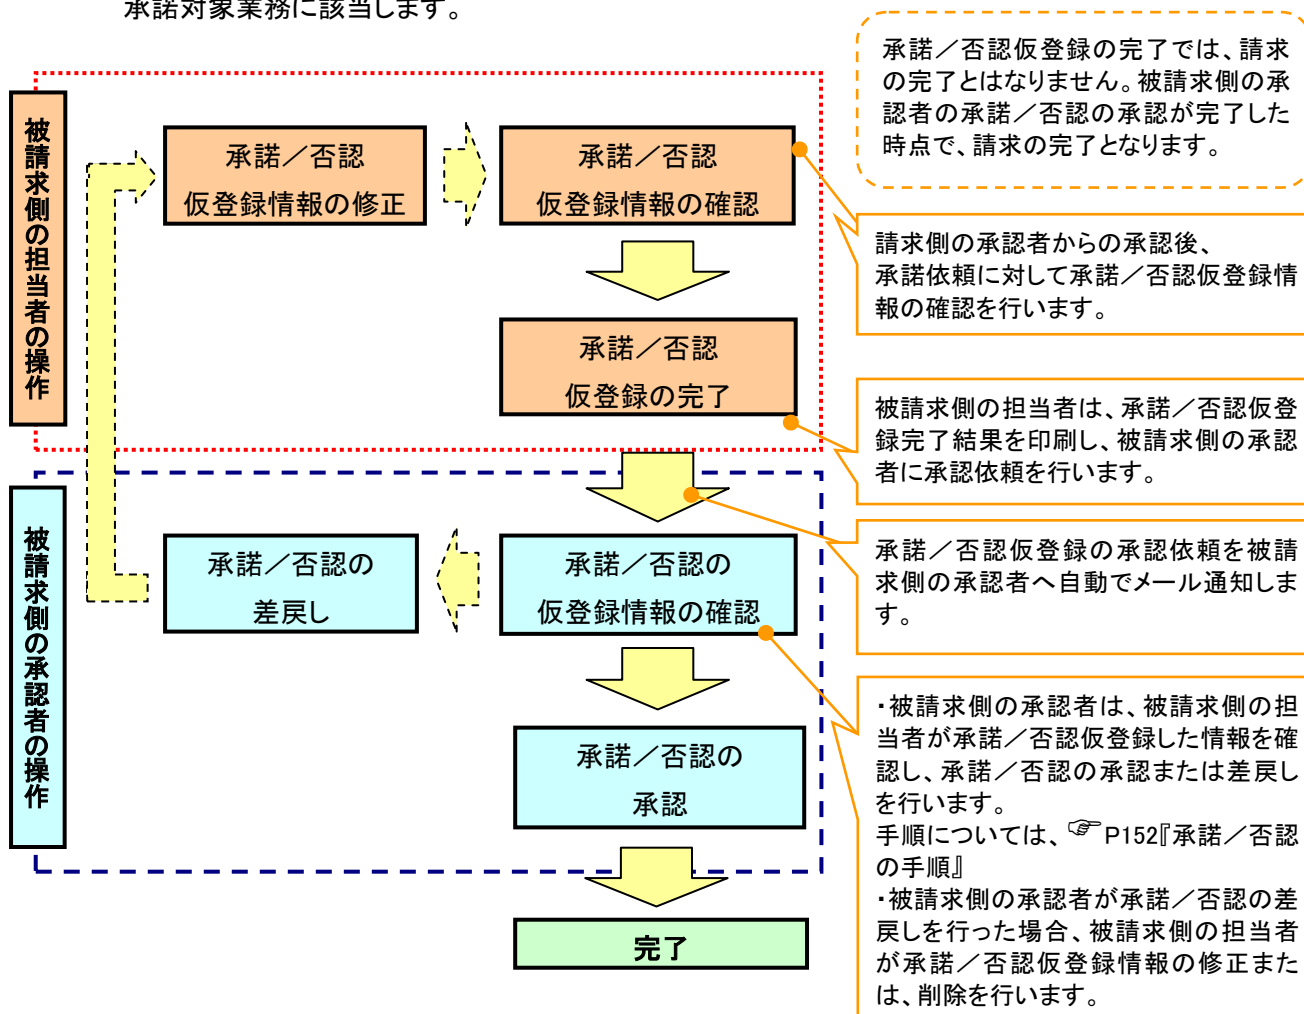 承諾対象業務に該当します。
承諾／否認仮登録の完了では、請求
の完了とはなりません。被請求側の承
認者の承諾／否認の承認が完了した
時点で、請求の完了となります。
被請求側の担当者の操作
承諾／否認
仮登録情報の修正
承諾／否認
仮登録情報の確認
請求側の承認者からの承認後、
承諾依頼に対して承諾／否認仮登録情
報の確認を行います。
承諾／否認
仮登録の完了
被請求側の担当者は、承諾／否認仮登
録完了結果を印刷し、被請求側の承認
者に承認依頼を行います。
被請求側の承認者の操作
承諾／否認の
差戻し
承諾／否認の
仮登録情報の確認
承諾／否認仮登録の承認依頼を被請
求側の承認者へ自動でメール通知しま
す。
承諾／否認の
承認
・被請求側の承認者は、被請求側の担
当者が承諾／否認仮登録した情報を確
認し、承諾／否認の承認または差戻し
を行います。
手順については、☞P152『承諾／否認
の手順』
・被請求側の承認者が承諾／否認の差
戻しを行った場合、被請求側の担当者
が承諾／否認仮登録情報の修正また
は、削除を行います。
完了